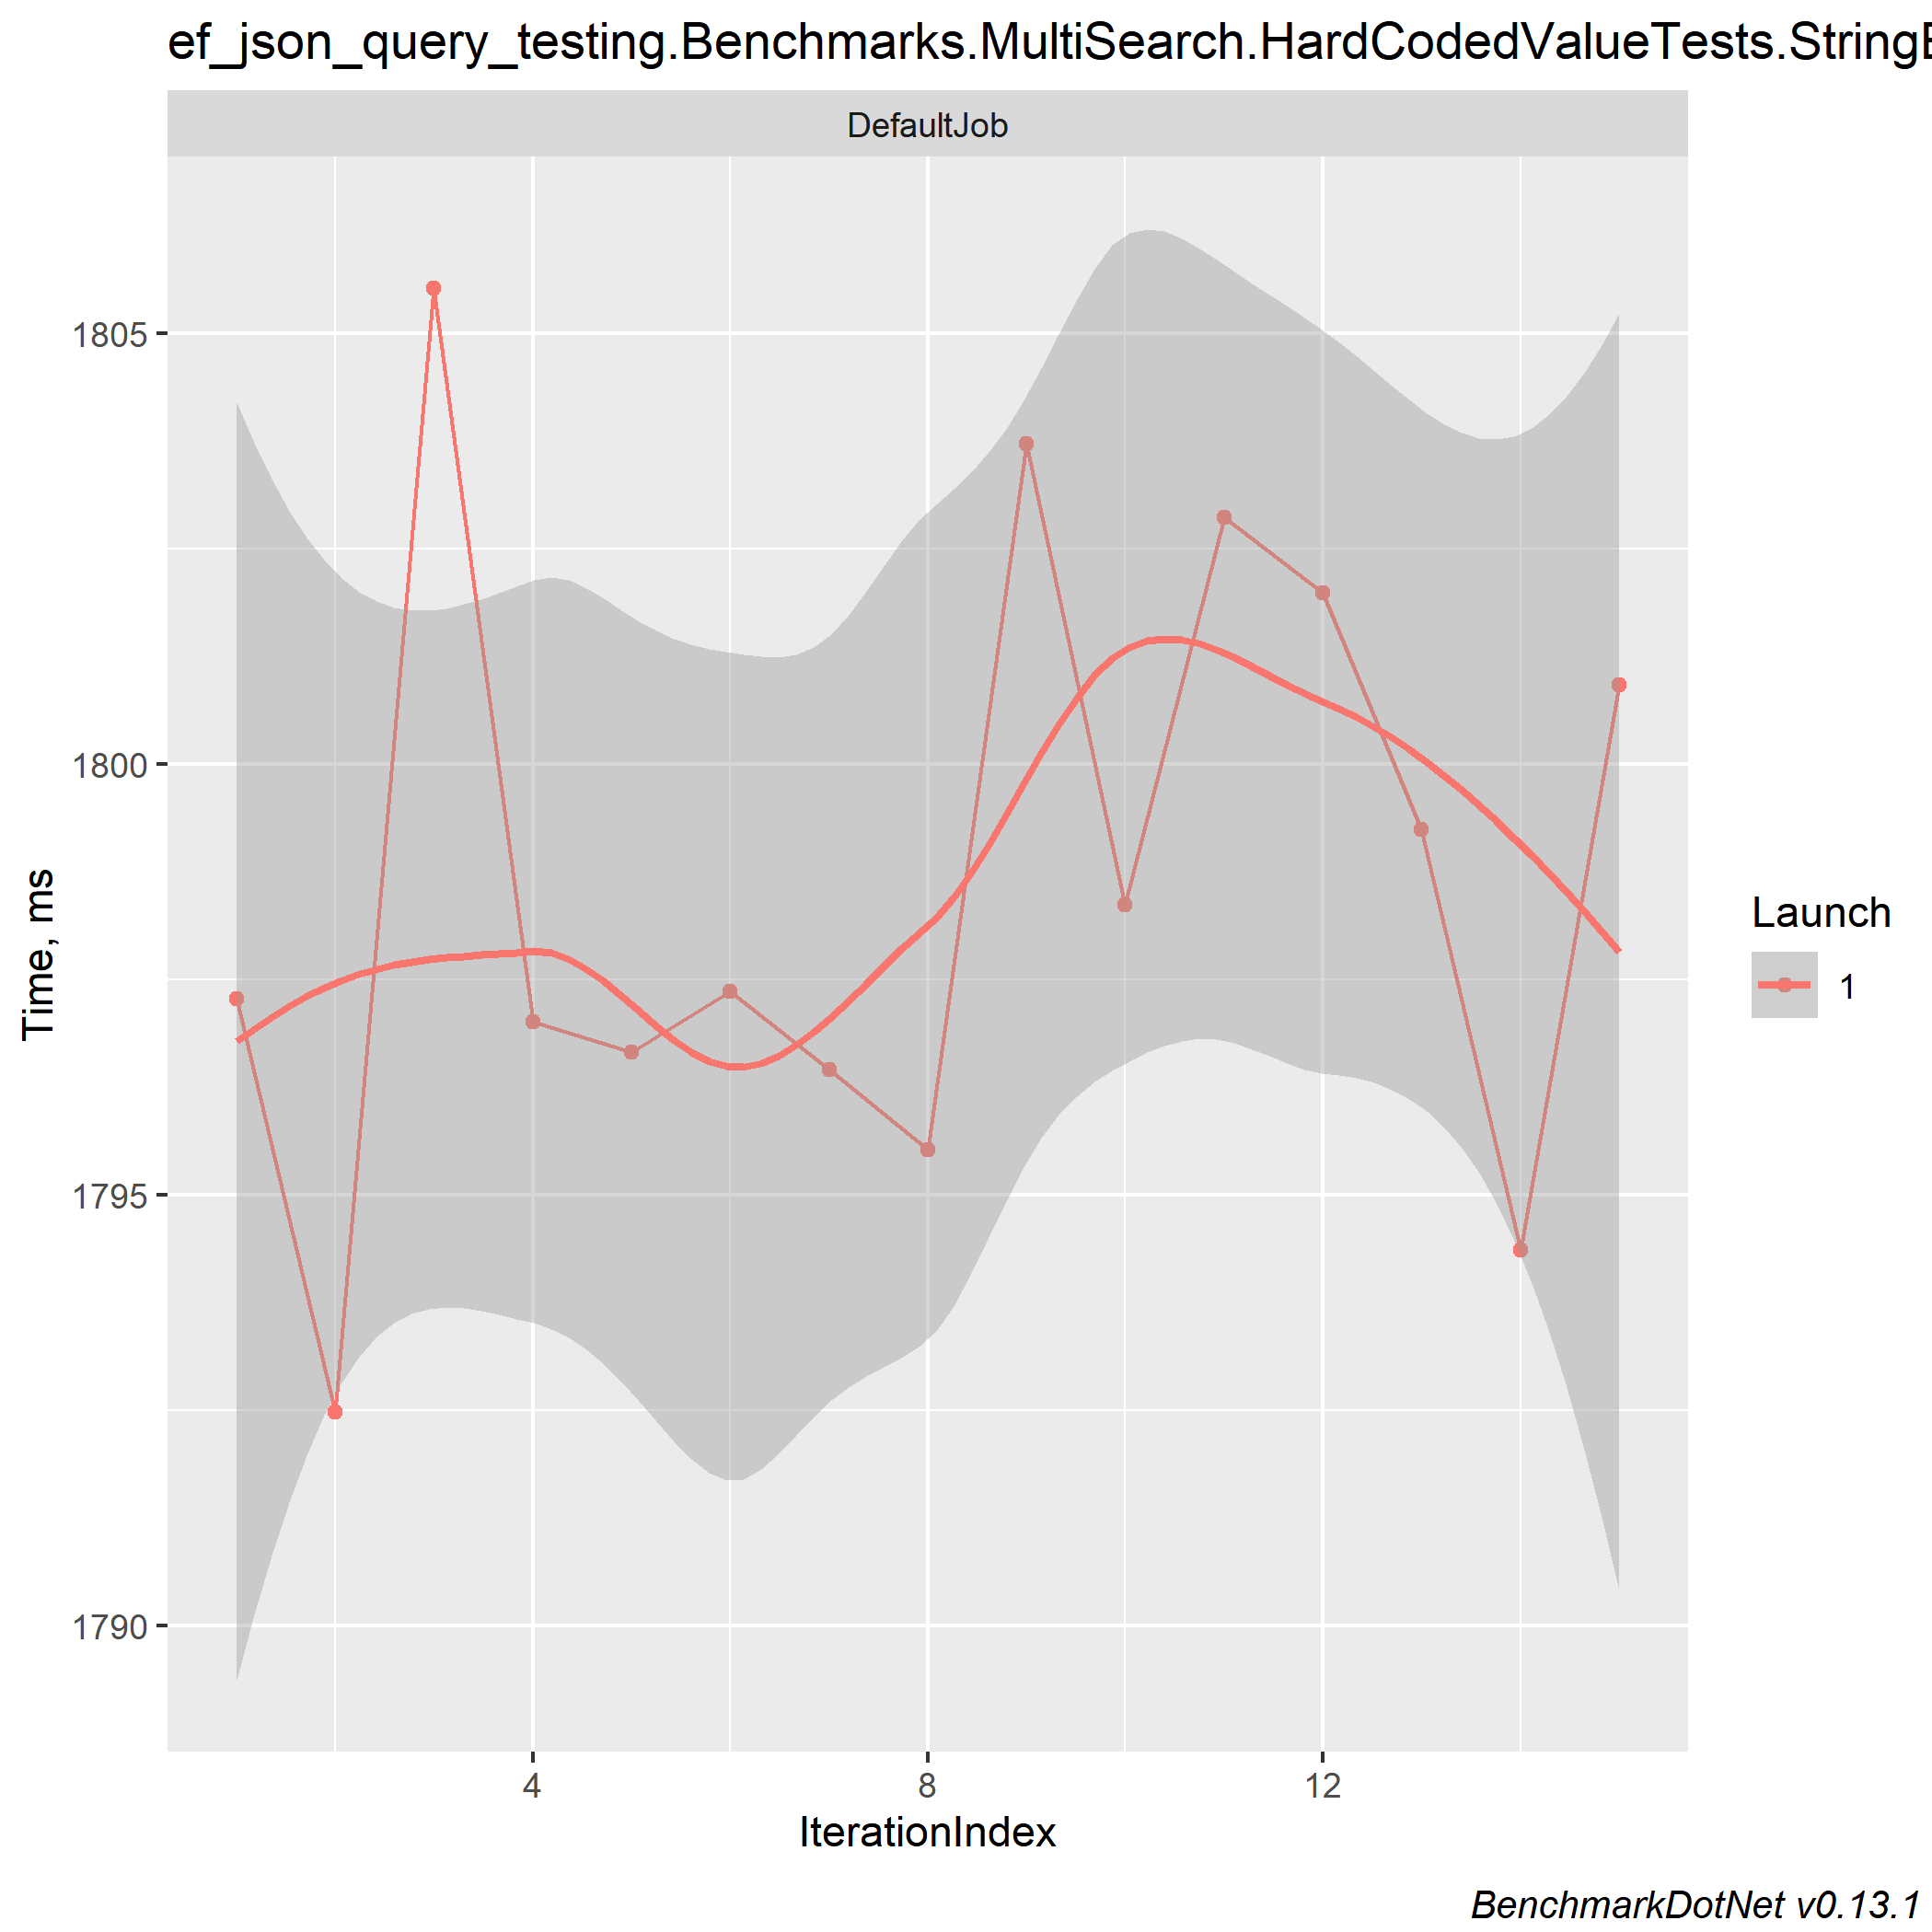 ef_json_query_testing.Benchmarks.MultiSearch.HardCodedValueTests.String
DefaultJob
1805
1800
1795
1790
Time, ms
4 8 12
IterationIndex
Launch
1
BenchmarkDotNet v0.13.1